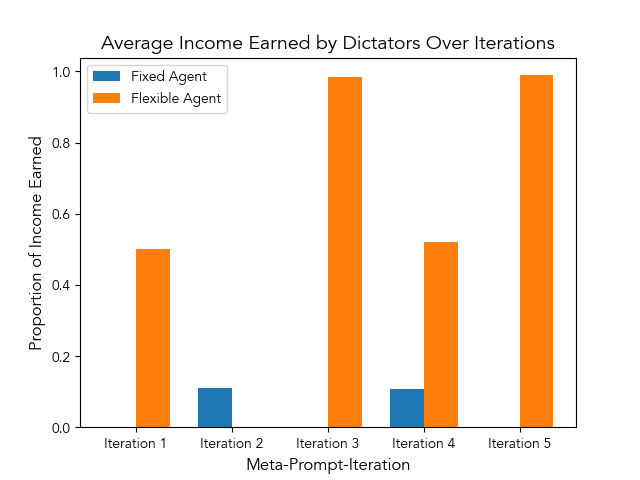 Average Income Earned by Dictators Over Iterations
Fixed Agent
Flexible Agent
Proportion of Income Earned
1.0
0.8
0.6
0.4
0.2
0.0
Iteration 1
Iteration 2
Iteration 3
Iteration 4
Iteration 5
Meta-Prompt-Iteration